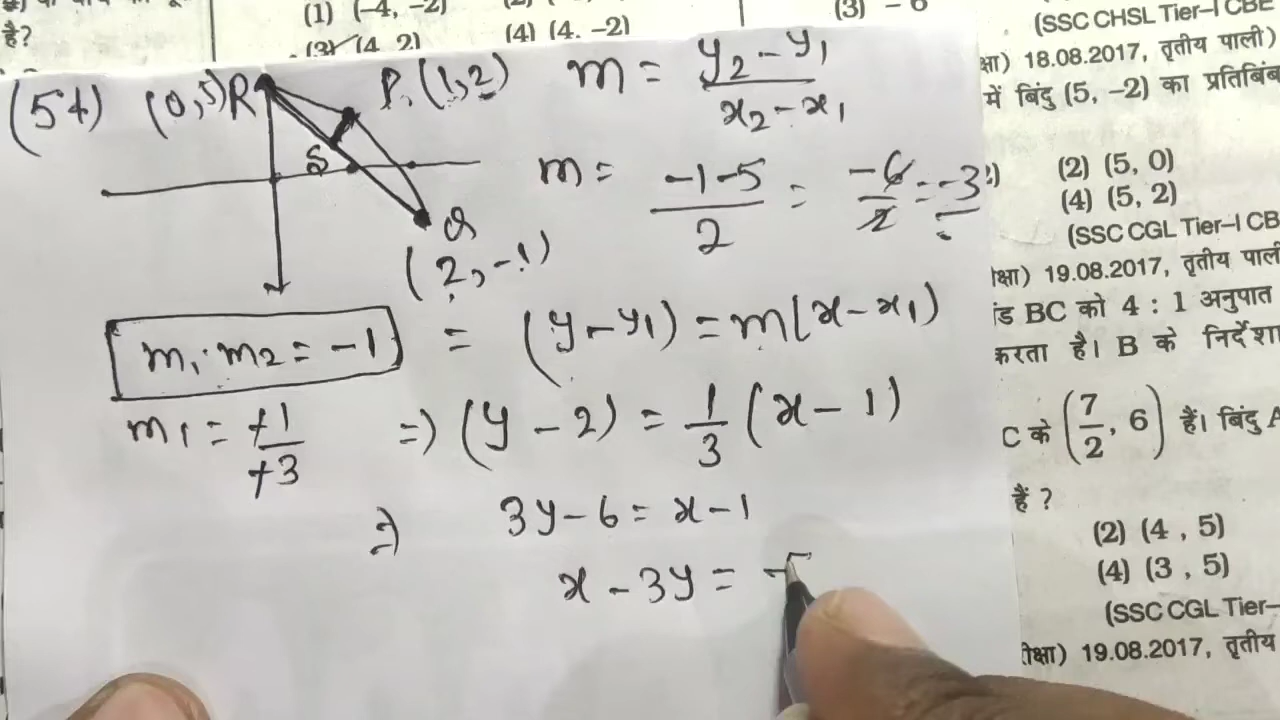 है?
(1) (-4, -2)
(3) (4, 2)
(4) (4, -2)
(3) - 6
(SSC CHSL Tier-I CBE
क्षा) 18.08.2017, तृतीय पाली)
में बिंदु (5, -2) का प्रतिबिंब
(2) (5, 0)
(4) (5, 2)
(SSC CGL Tier-I CB
क्षा) 19.08.2017, तृतीय पाली
ंड BC को 4 : 1 अनुपात
करता है। B के निर्देशा
C के (7/2, 6) हैं। बिंदु A
हैं ?
(2) (4 , 5)
(4) (3 , 5)
(SSC CGL Tier-
19.08.2017, तृतीय
(54) (0,5) R P, (1,2) m = y2 - y1 / x2 - x1
S
Q
(2, -1)
m = -1-5 / 2 = -6 / 2 = -3
m1 . m2 = -1 = (y - y1) = m(x - x1)
m1 = +1 / +3 => (y - 2) = 1/3 (x - 1)
=> 3y - 6 = x - 1
x - 3y = -5